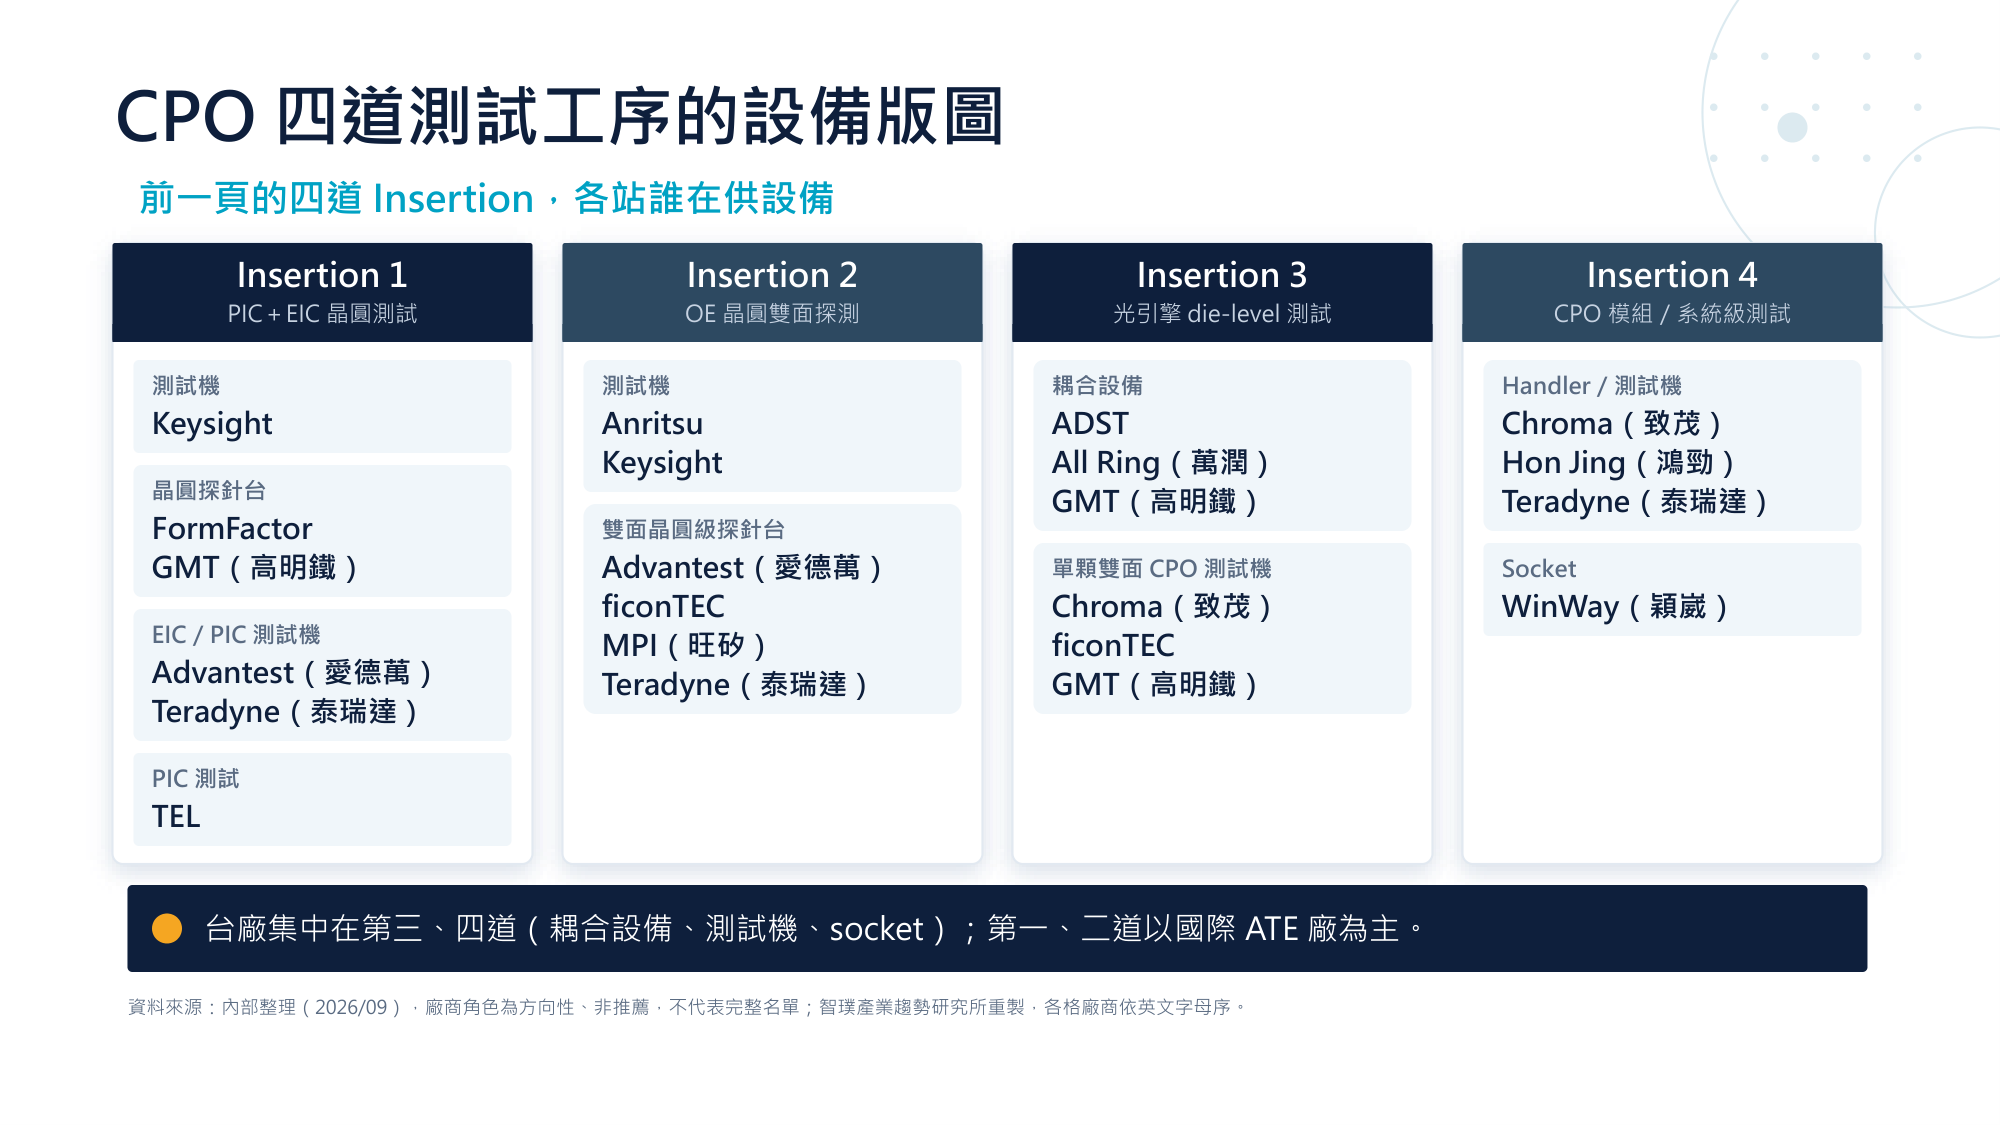 CPO 四道測試工序的設備版圖
前一頁的四道 Insertion，各站誰在供設備
Insertion 1
PIC + EIC 晶圓測試
測試機
Keysight
晶圓探針台
FormFactor
GMT（高明鐵）
EIC / PIC 測試機
Advantest（愛德萬）
Teradyne（泰瑞達）
PIC 測試
TEL
Insertion 2
OE 晶圓雙面探測
測試機
Anritsu
Keysight
雙面晶圓級探針台
Advantest（愛德萬）
ficonTEC
MPI（旺矽）
Teradyne（泰瑞達）
Insertion 3
光引擎 die-level 測試
耦合設備
ADST
All Ring（萬潤）
GMT（高明鐵）
單顆雙面 CPO 測試機
Chroma（致茂）
ficonTEC
GMT（高明鐵）
Insertion 4
CPO 模組 / 系統級測試
Handler / 測試機
Chroma（致茂）
Hon Jing（鴻勁）
Teradyne（泰瑞達）
Socket
WinWay（穎崴）
台廠集中在第三、四道（耦合設備、測試機、socket）；第一、二道以國際 ATE 廠為主。
資料來源：內部整理（2026/09），廠商角色為方向性、非推薦，不代表完整名單；智璞產業趨勢研究所重製，各格廠商依英文字母序。